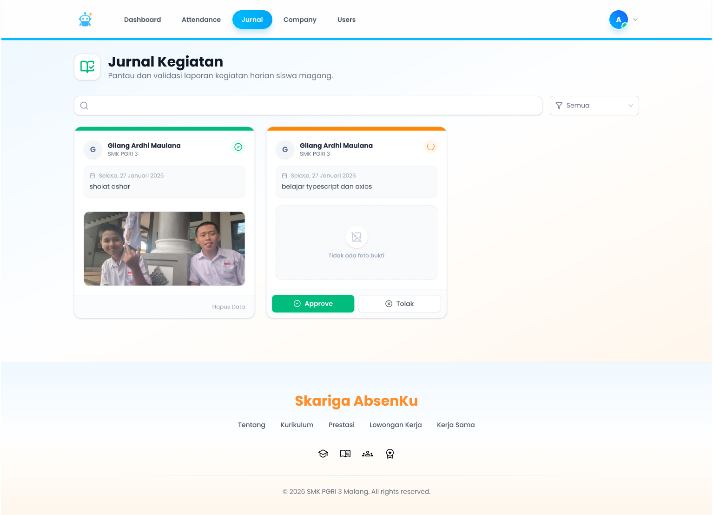 Dashboard Attendance Jurnal Company Users A
Jurnal Kegiatan
Pantau dan validasi laporan kegiatan harian siswa magang.
Semua
G Gilang Ardhi Maulana
SMK PGRI 3
Selasa, 27 Januari 2026
sholat ashar
Hapus Data
G Gilang Ardhi Maulana
SMK PGRI 3
Selasa, 27 Januari 2026
belajar typescript dan axios
Tidak ada foto bukti
Approve Tolak
Skariga AbsenKu
Tentang Kurikulum Prestasi Lowongan Kerja Kerja Sama
© 2026 SMK PGRI 3 Malang. All rights reserved.